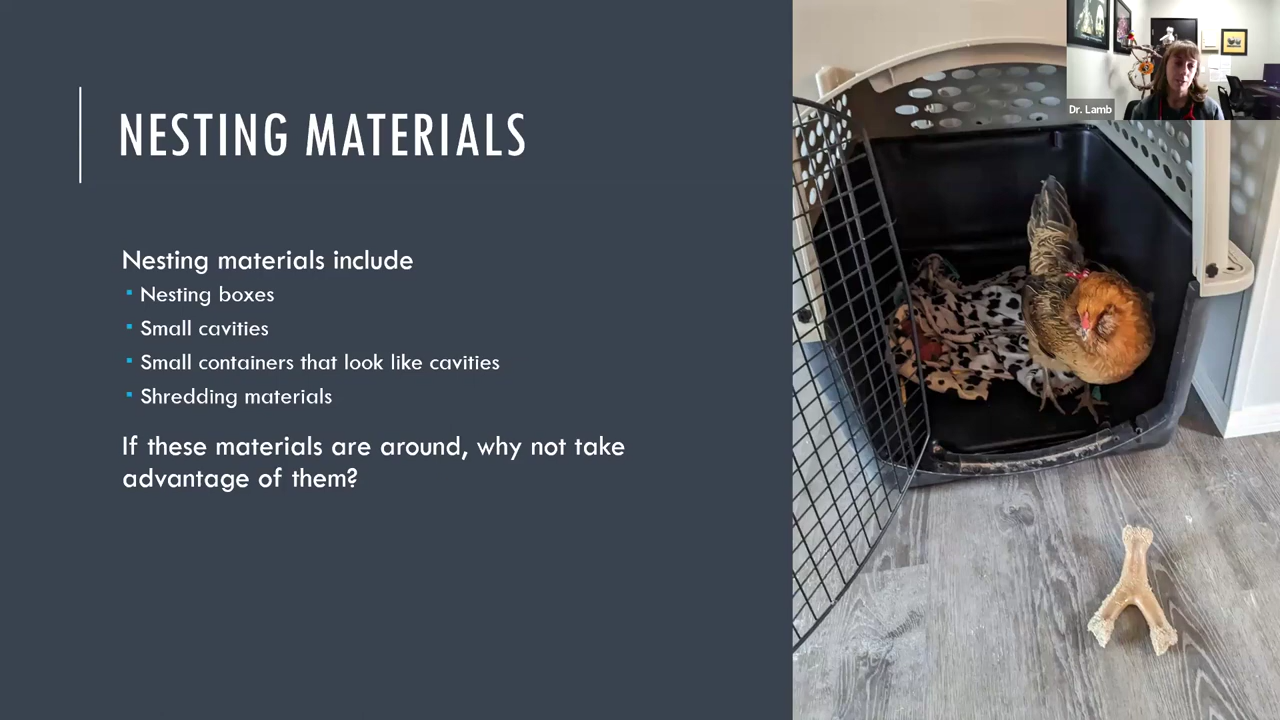 NESTING MATERIALS
Nesting materials include
Nesting boxes
Small cavities
Small containers that look like cavities
Shredding materials
If these materials are around, why not take
advantage of them?
Dr. Lamb